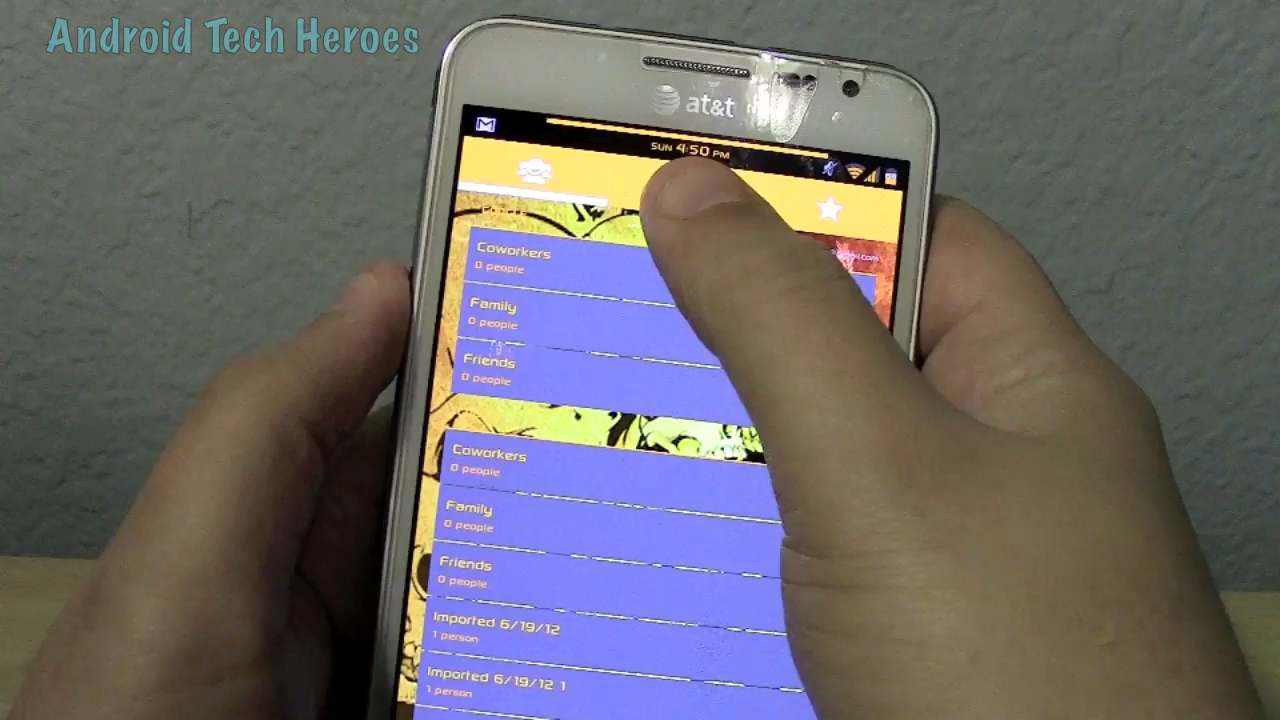 Android Tech Heroes
at&t
SUN 4:50 PM
Coworkers
0 people
Family
0 people
Friends
0 people
Coworkers
0 people
Family
0 people
Friends
0 people
Imported 6/19/12
1 person
Imported 6/19/12 1
1 person